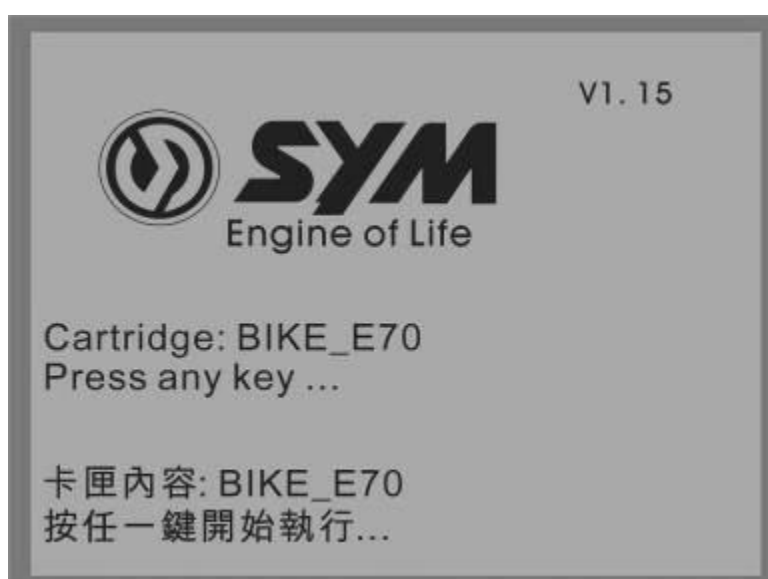 V1.15
SYM
Engine of Life
Cartridge: BIKE_E70
Press any key ...
卡匣內容: BIKE_E70
按任一鍵開始執行...